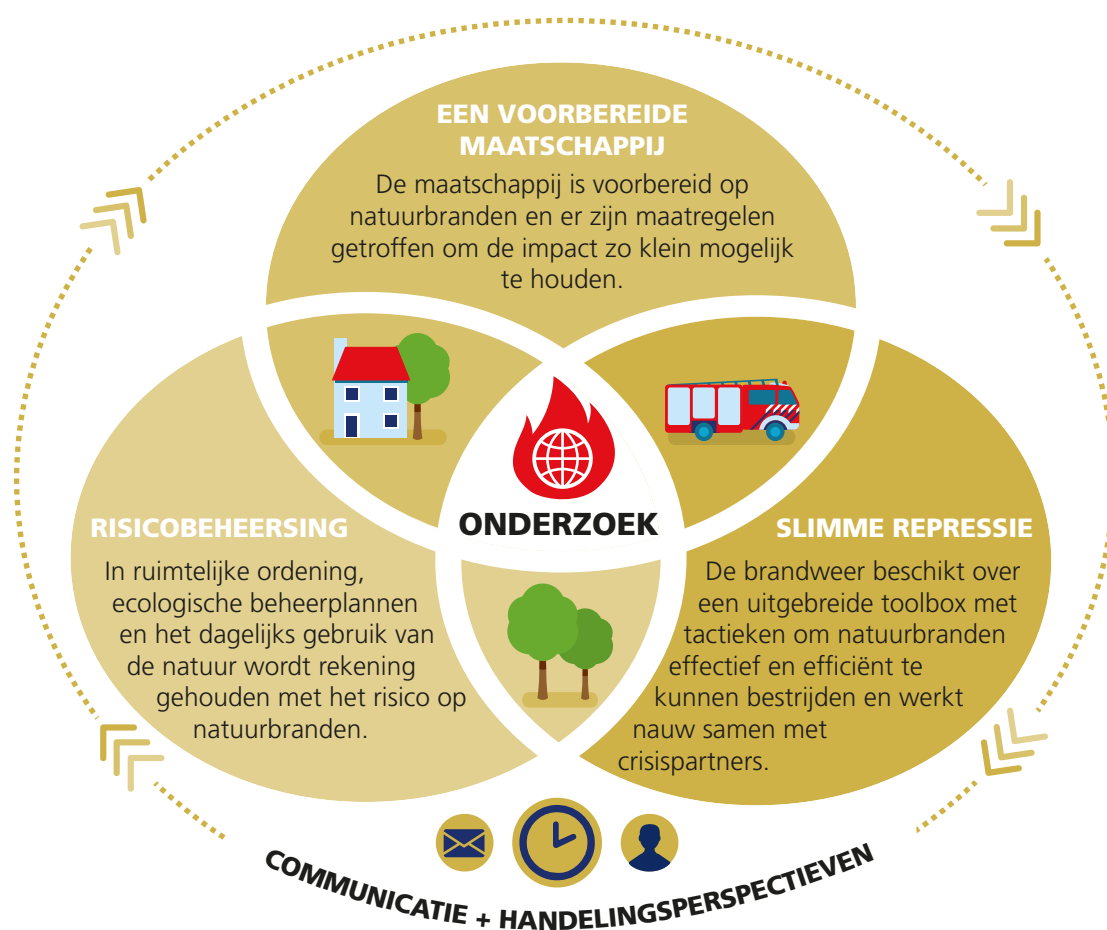 EEN VOORBEREIDE
MAATSCHAPPIJ
De maatschappij is voorbereid op
natuurbranden en er zijn maatregelen
getroffen om de impact zo klein mogelijk
te houden.
ONDERZOEK
RISICOBEHEERSING
In ruimtelijke ordening,
ecologische beheerplannen
en het dagelijks gebruik van
de natuur wordt rekening
gehouden met het risico op
natuurbranden.
SLIMME REPRESSIE
De brandweer beschikt over
een uitgebreide toolbox met
tactieken om natuurbranden
effectief en efficiënt te
kunnen bestrijden en werkt
nauw samen met
crisispartners.
COMMUNICATIE + HANDELINGSPERSPECTIEVEN